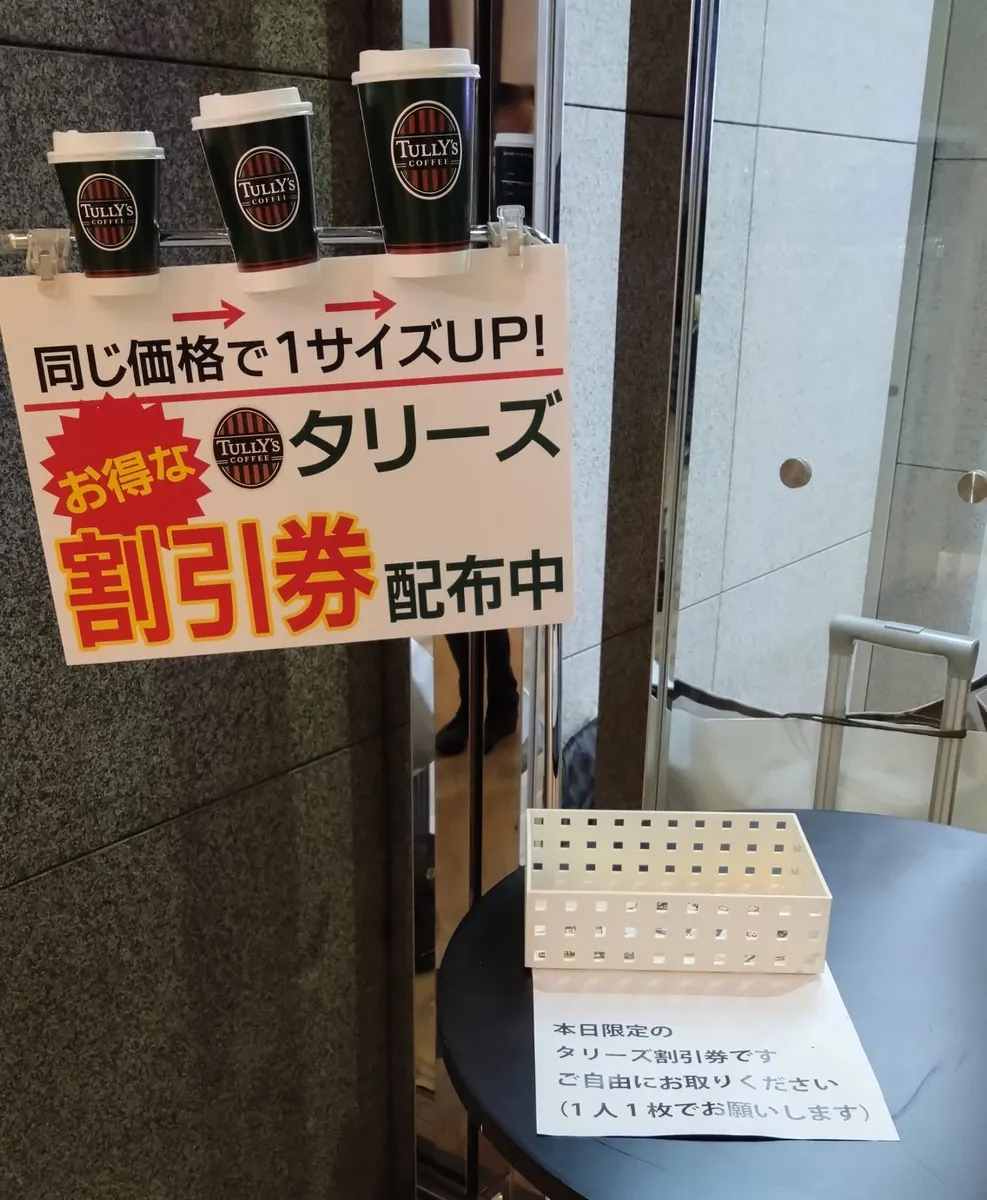 TULLY'S
COFFEE
TULLY'S
COFFEE
TULLY'S
COFFEE
同じ価格で1サイズUP!
お得な
TULLY'S
COFFEE
タリーズ
割引券配布中
本日限定の
タリーズ割引券です
ご自由にお取りください
(1人1枚でお願いします)